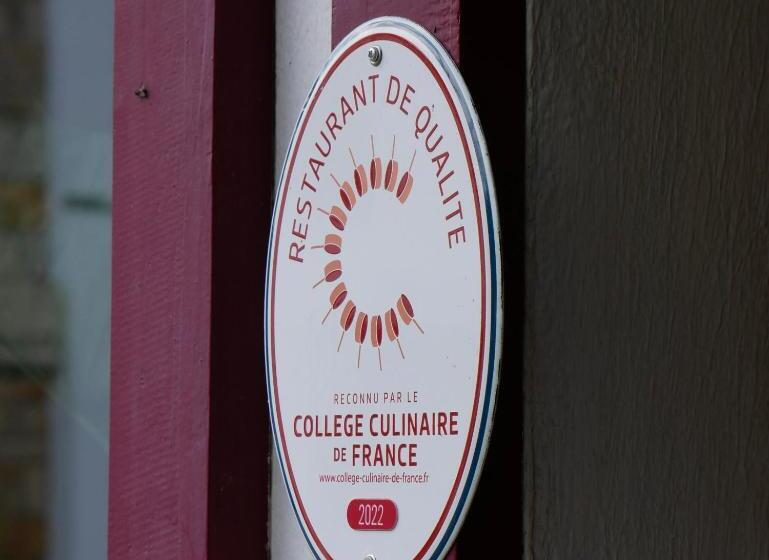 RESTAURANT DE QUALITE
RECONNU PAR LE
COLLEGE CULINAIRE
DE FRANCE
www.college-culinaire-de-france.fr
2022